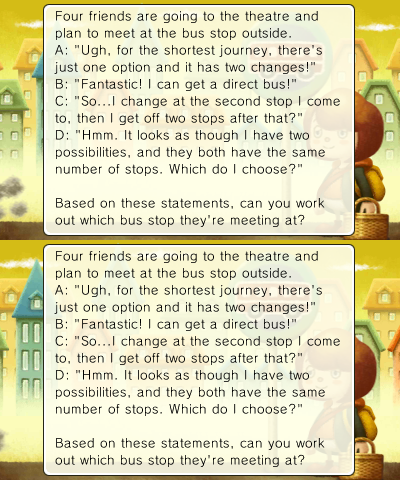 Four friends are going to the theatre and
plan to meet at the bus stop outside.
A: "Ugh, for the shortest journey, there's
just one option and it has two changes!"
B: "Fantastic! I can get a direct bus!"
C: "So...I change at the second stop I come
to, then I get off two stops after that?"
D: "Hmm. It looks as though I have two
possibilities, and they both have the same
number of stops. Which do I choose?"
Based on these statements, can you work
out which bus stop they're meeting at?
Four friends are going to the theatre and
plan to meet at the bus stop outside.
A: "Ugh, for the shortest journey, there's
just one option and it has two changes!"
B: "Fantastic! I can get a direct bus!"
C: "So...I change at the second stop I come
to, then I get off two stops after that?"
D: "Hmm. It looks as though I have two
possibilities, and they both have the same
number of stops. Which do I choose?"
Based on these statements, can you work
out which bus stop they're meeting at?